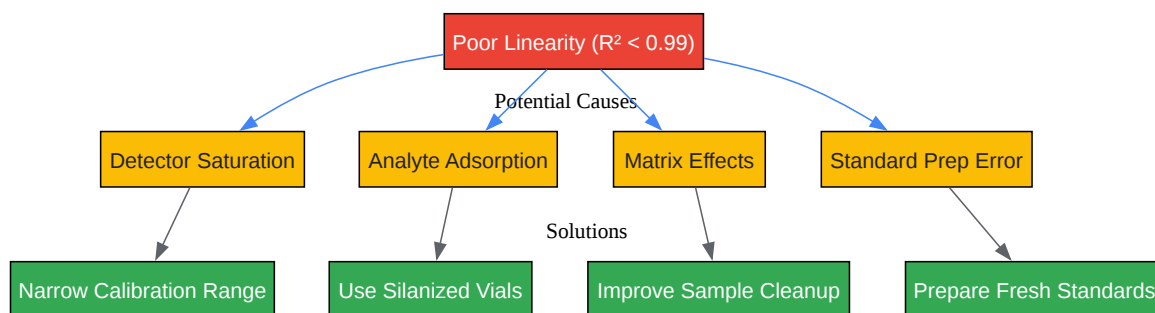 Poor Linearity (R² < 0.99)
Potential Causes
Detector Saturation
Analyte Adsorption
Matrix Effects
Standard Prep Error
Solutions
Narrow Calibration Range
Use Silanized Vials
Improve Sample Cleanup
Prepare Fresh Standards